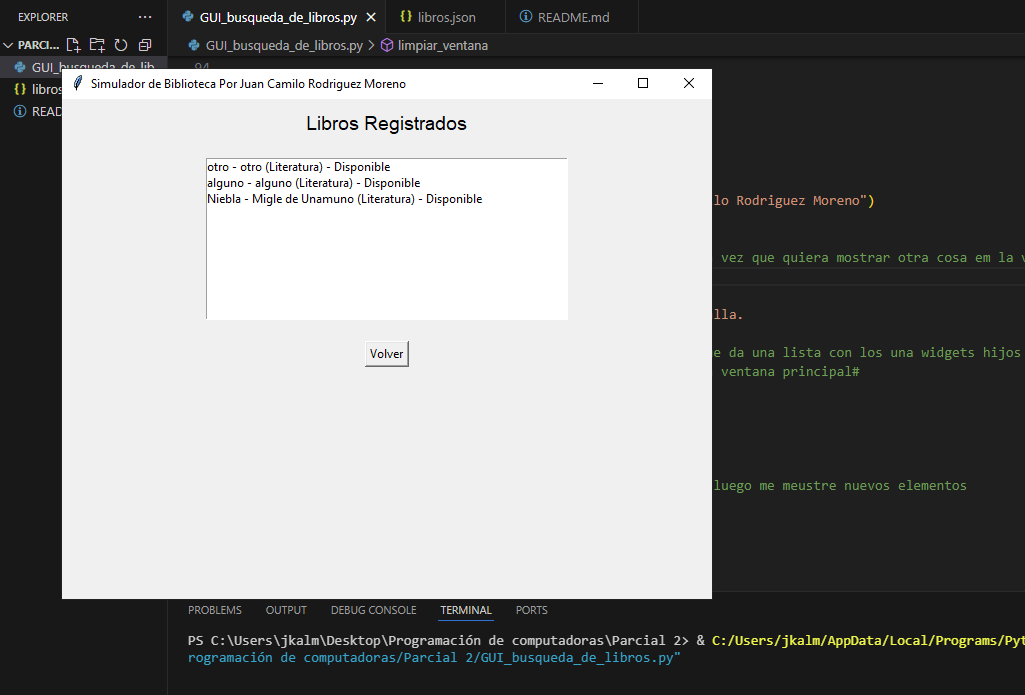 EXPLORER
GUI_busqueda_de_libros.py
libros.json
README.md
PARCI...
GUI_busqueda_de_libros.py > limpiar_ventana
GUI_busqueda_de_lib...
94
libros
READ
Simulador de Biblioteca Por Juan Camilo Rodriguez Moreno
Libros Registrados
otro - otro (Literatura) - Disponible
alguno - alguno (Literatura) - Disponible
Niebla - Migle de Unamuno (Literatura) - Disponible
Volver
lo Rodriguez Moreno")
vez que quiera mostrar otra cosa em la v
lla.
e da una lista con los una widgets hijos
ventana principal#
luego me meustre nuevos elementos
PROBLEMS OUTPUT DEBUG CONSOLE TERMINAL PORTS
PS C:\Users\jkalm\Desktop\Programación de computadoras\Parcial 2> & C:/Users/jkalm/AppData/Local/Programs/Pyt
rogramación de computadoras/Parcial 2/GUI_busqueda_de_libros.py"